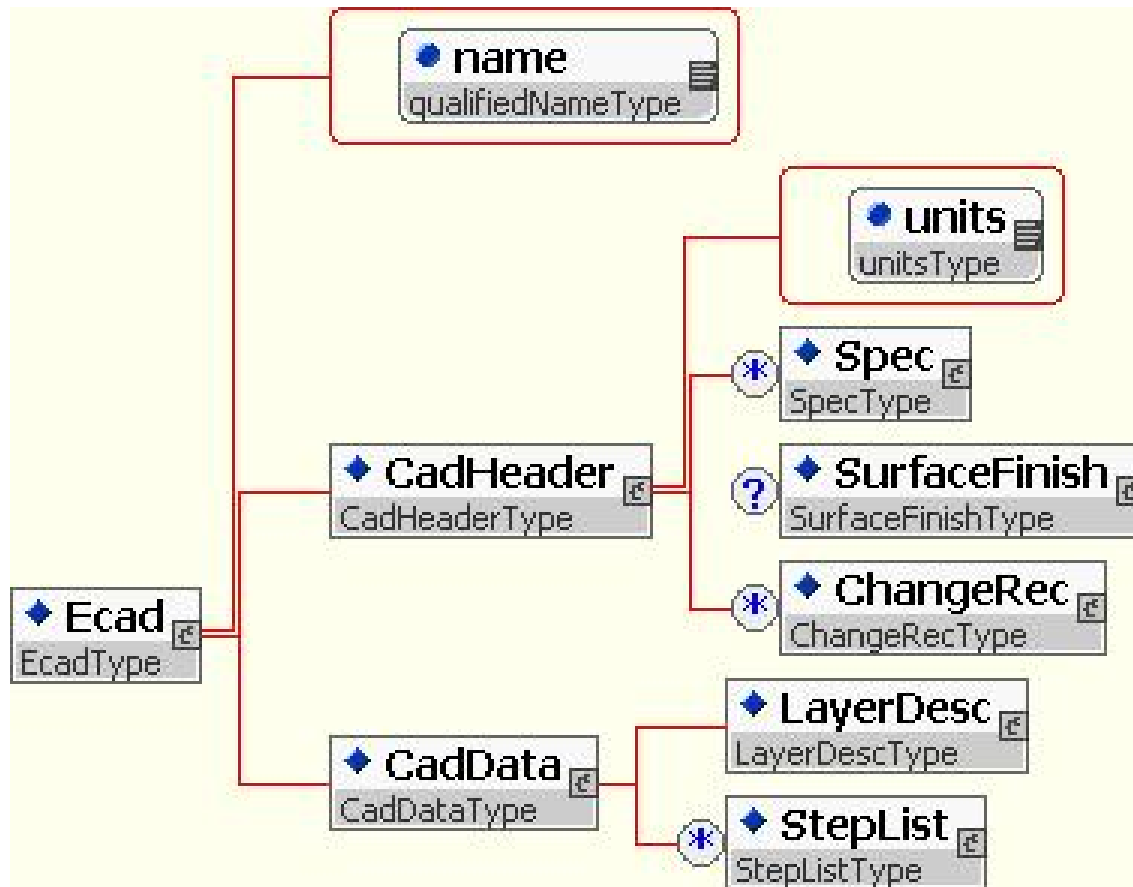 name
qualifiedNameType
units
unitsType
*
Spec
SpecType
CadHeader
CadHeaderType
?
SurfaceFinish
SurfaceFinishType
*
ChangeRec
ChangeRecType
Ecad
EcadType
LayerDesc
LayerDescType
CadData
CadDataType
*
StepList
StepListType